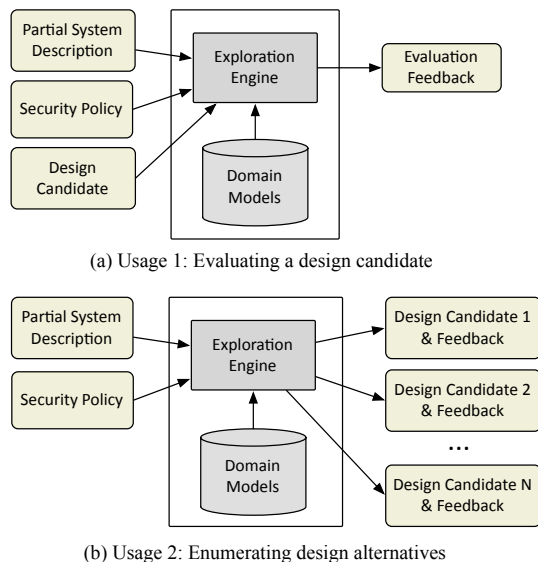 Partial System
Description
Security Policy
Design
Candidate
Exploration
Engine
Domain
Models
Evaluation
Feedback
(a) Usage 1: Evaluating a design candidate
Partial System
Description
Security Policy
Exploration
Engine
Domain
Models
Design Candidate 1
& Feedback
Design Candidate 2
& Feedback
...
Design Candidate N
& Feedback
(b) Usage 2: Enumerating design alternatives